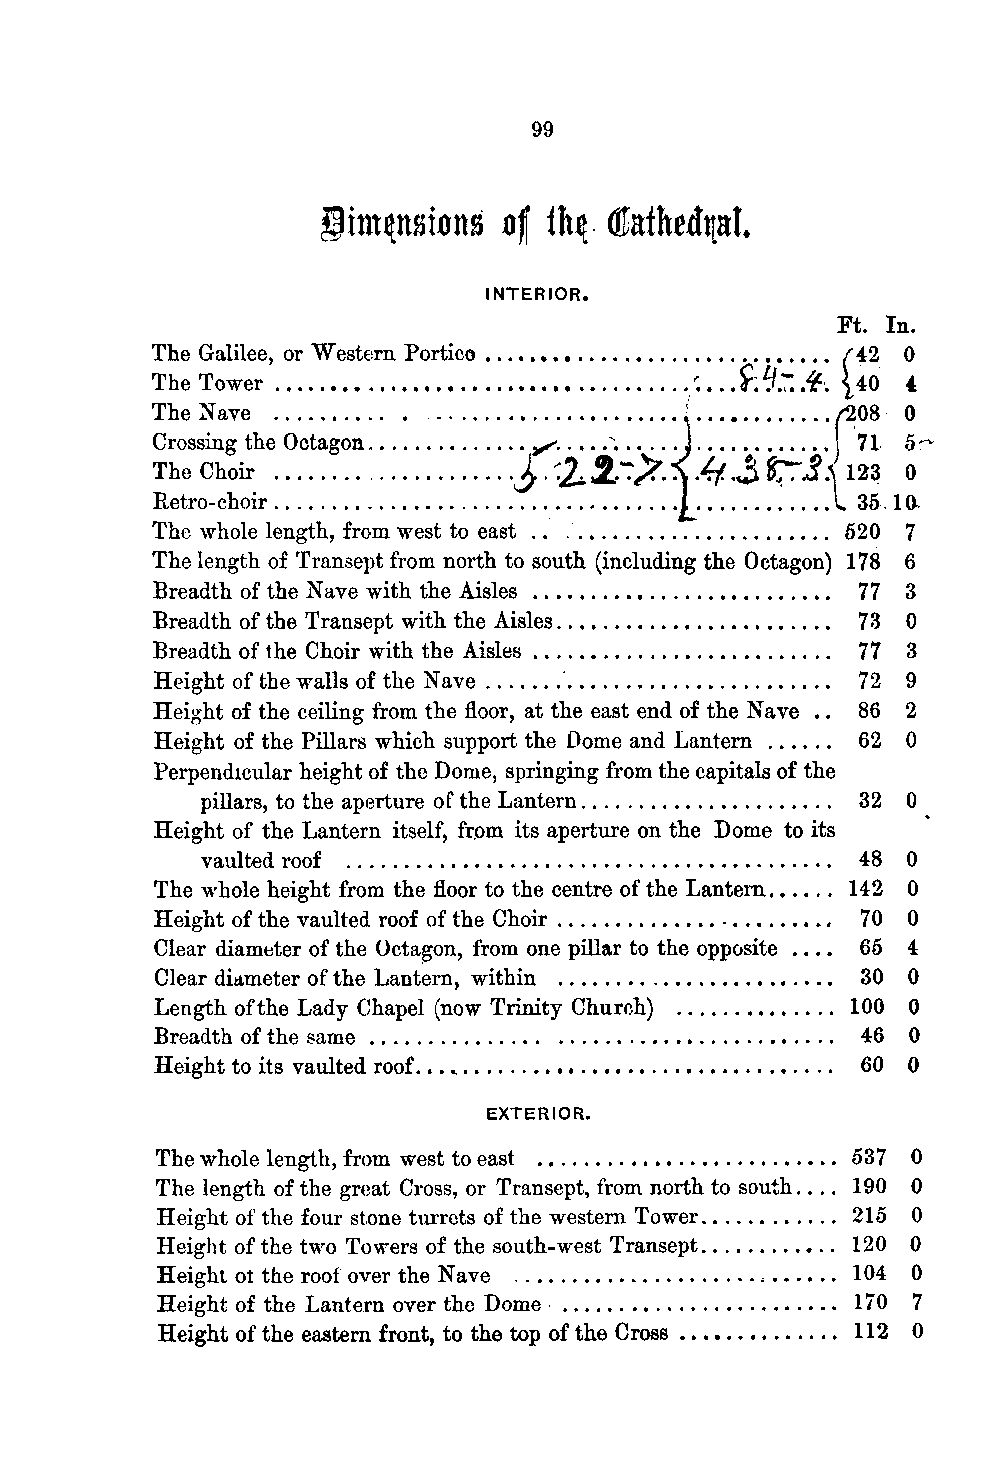 99
Dimensions of the Cathedral.
INTERIOR.
Ft. In.
The Galilee, or Western Portico .............................. 42 0
The Tower .................................... 84-4. 40 4
The Nave .................................... 208 0
Crossing the Octagon.................................... 71 5
The Choir .................... 522-7 438-3 123 0
Retro-choir.................................... 35 10
The whole length, from west to east .......................... 520 7
The length of Transept from north to south (including the Octagon) 178 6
Breadth of the Nave with the Aisles .......................... 77 3
Breadth of the Transept with the Aisles........................ 73 0
Breadth of the Choir with the Aisles .......................... 77 3
Height of the walls of the Nave .............................. 72 9
Height of the ceiling from the floor, at the east end of the Nave .. 86 2
Height of the Pillars which support the Dome and Lantern ...... 62 0
Perpendicular height of the Dome, springing from the capitals of the
pillars, to the aperture of the Lantern...................... 32 0
Height of the Lantern itself, from its aperture on the Dome to its
vaulted roof .......................................... 48 0
The whole height from the floor to the centre of the Lantern...... 142 0
Height of the vaulted roof of the Choir ........................ 70 0
Clear diameter of the Octagon, from one pillar to the opposite .... 65 4
Clear diameter of the Lantern, within ........................ 30 0
Length of the Lady Chapel (now Trinity Church) .............. 100 0
Breadth of the same ........................................ 46 0
Height to its vaulted roof.................................... 60 0
EXTERIOR.
The whole length, from west to east .......................... 537 0
The length of the great Cross, or Transept, from north to south.... 190 0
Height of the four stone turrets of the western Tower............ 215 0
Height of the two Towers of the south-west Transept............ 120 0
Height of the roof over the Nave ............................ 104 0
Height of the Lantern over the Dome ........................ 170 7
Height of the eastern front, to the top of the Cross .............. 112 0